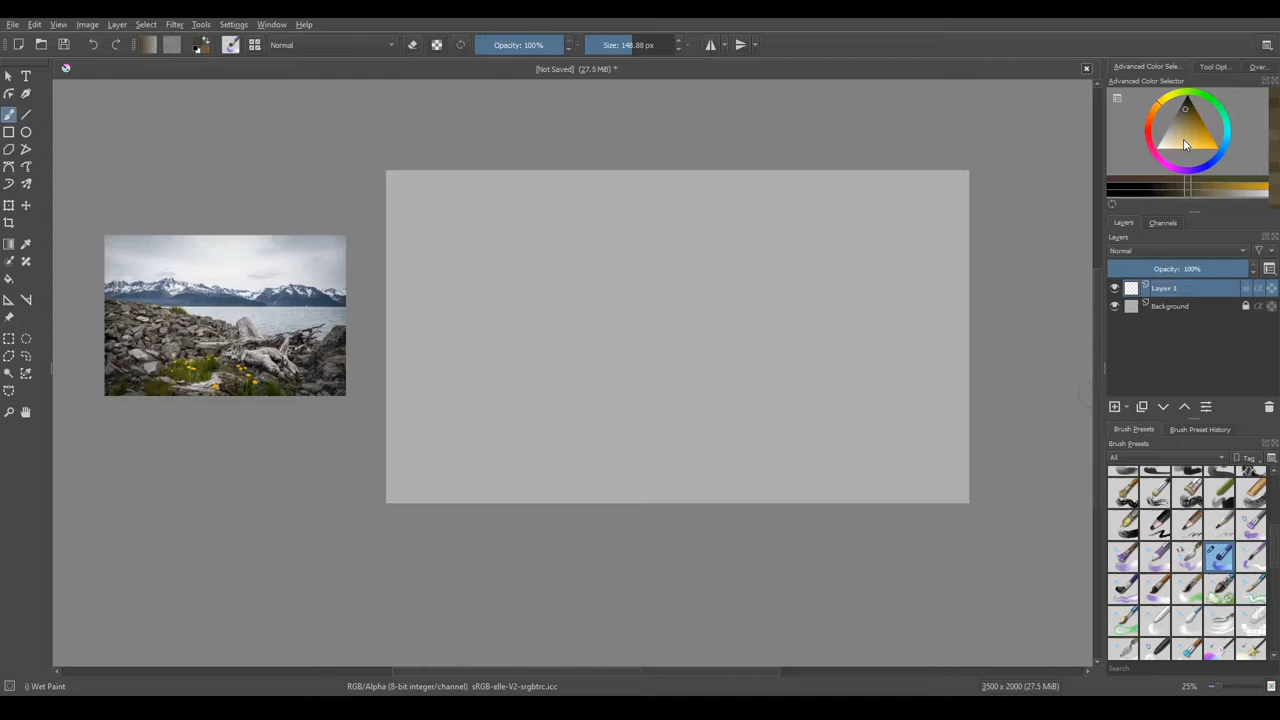 File Edit View Image Layer Select Filter Tools Settings Window Help
Normal Opacity: 100% Size: 148.88 px
[Not Saved] (27.5 MiB) *
Advanced Color Sele... Tool Opt... Over...
Advanced Color Selector
Layers Channels
Layers
Normal
Opacity: 100%
Layer 1
Background
Brush Presets Brush Preset History
Brush Presets
All Tag
Search
i) Wet Paint RGB/Alpha (8-bit integer/channel) sRGB-elle-V2-srgbtrc.icc 3500 x 2000 (27.5 MiB) 25%